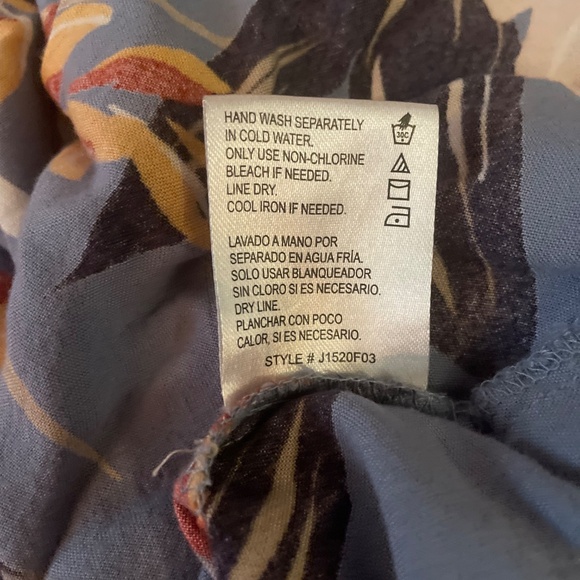 HAND WASH SEPARATELY
IN COLD WATER.
ONLY USE NON-CHLORINE
BLEACH IF NEEDED.
LINE DRY.
COOL IRON IF NEEDED.
30C
LAVADO A MANO POR
SEPARADO EN AGUA FRÍA.
SOLO USAR BLANQUEADOR
SIN CLORO SI ES NECESARIO.
DRY LINE.
PLANCHAR CON POCO
CALOR, SI ES NECESARIO.
STYLE # J1520F03